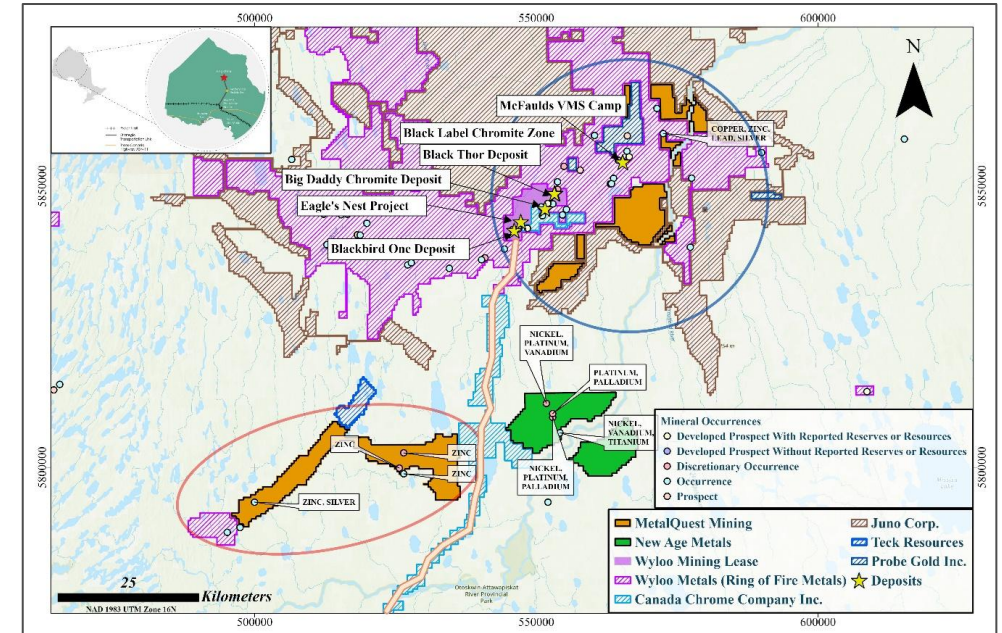 500000
550000
600000
N
McFaulds VMS Camp
Black Label Chromite Zone
COPPER, ZINC,
LEAD, SILVER
Black Thor Deposit
Big Daddy Chromite Deposit
Eagle's Nest Project
Blackbird One Deposit
5850000
5850000
NICKEL,
PLATINUM,
VANADIUM
PLATINUM,
PALLADIUM
NICKEL,
VANADIUM,
TITANIUM
NICKEL,
PLATINUM,
PALLADIUM
ZINC
ZINC
ZINC
ZINC, SILVER
5800000
5800000
Mineral Occurrences
Developed Prospect With Reported Reserves or Resources
Developed Prospect Without Reported Reserves or Resources
Discretionary Occurrence
Occurrence
Prospect
MetalQuest Mining
New Age Metals
Wyloo Mining Lease
Wyloo Metals (Ring of Fire Metals)
Canada Chrome Company Inc.
Juno Corp.
Teck Resources
Probe Gold Inc.
Deposits
Otoskwin-Attawapiskat
River Provincial
Park
25
Kilometers
NAD 1983 UTM Zone 16N
500000
550000
600000